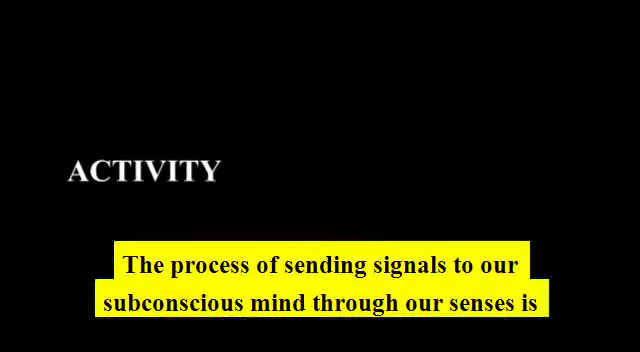 ACTIVITY
The process of sending signals to our
subconscious mind through our senses is